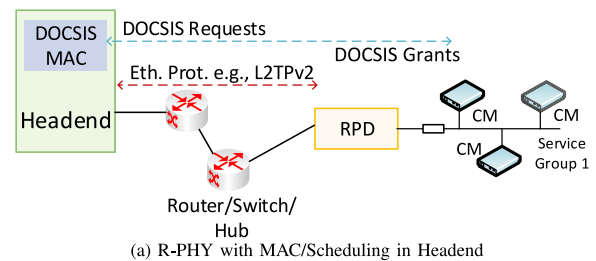 DOCSIS
MAC
DOCSIS Requests
DOCSIS Grants
Eth. Prot. e.g., L2TPv2
Headend
RPD
CM
CM
CM
Service
Group 1
Router/Switch/
Hub
(a) R-PHY with MAC/Scheduling in Headend